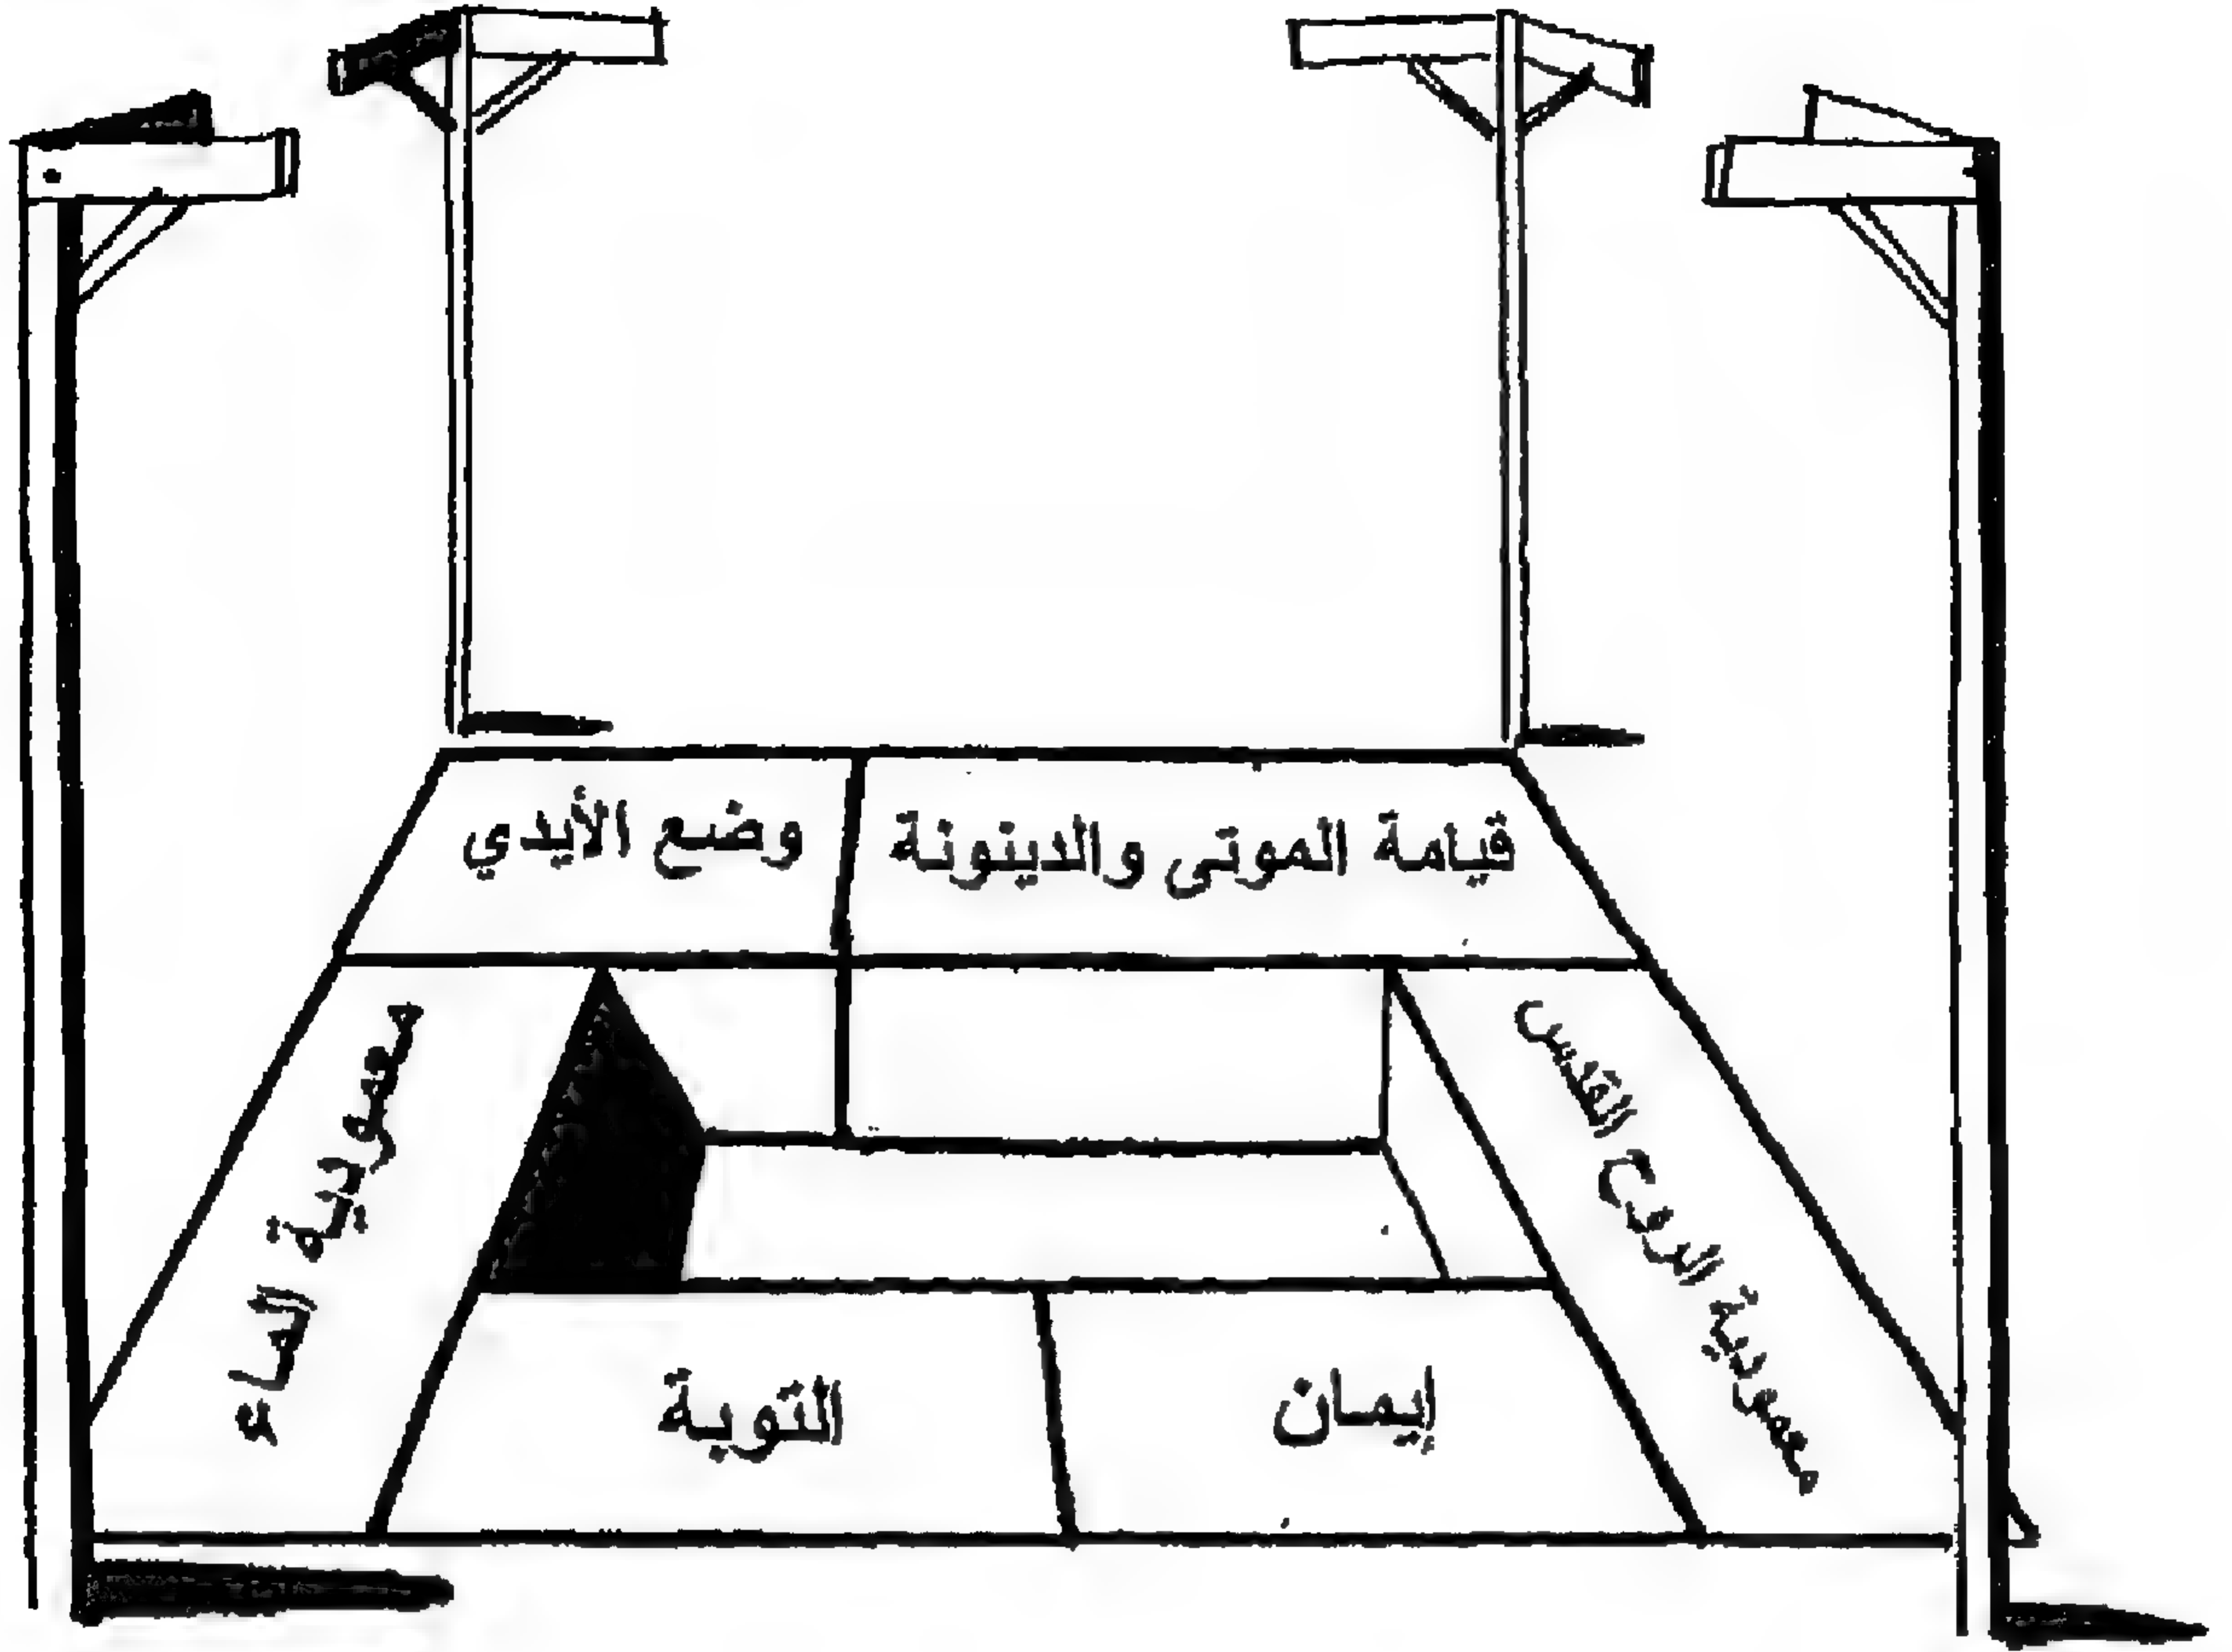 قيامة الموتى والدينونة
وضع الأيدي
معمودية الروح القدس
معمودية الماء
إيمان
التوبة